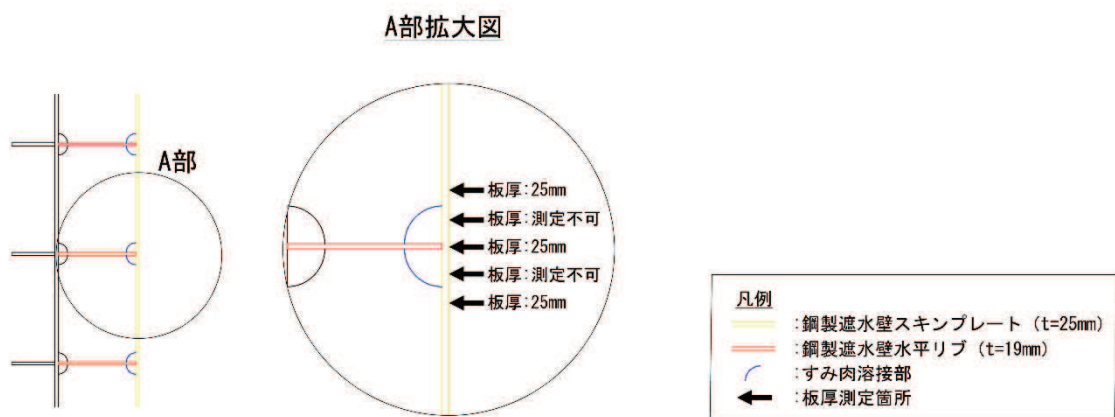 A部拡大図
A部
板厚:25mm
板厚:測定不可
板厚:25mm
板厚:測定不可
板厚:25mm
凡例
:鋼製遮水壁スキンプレート (t=25mm)
:鋼製遮水壁水平リブ (t=19mm)
:すみ肉溶接部
:板厚測定箇所